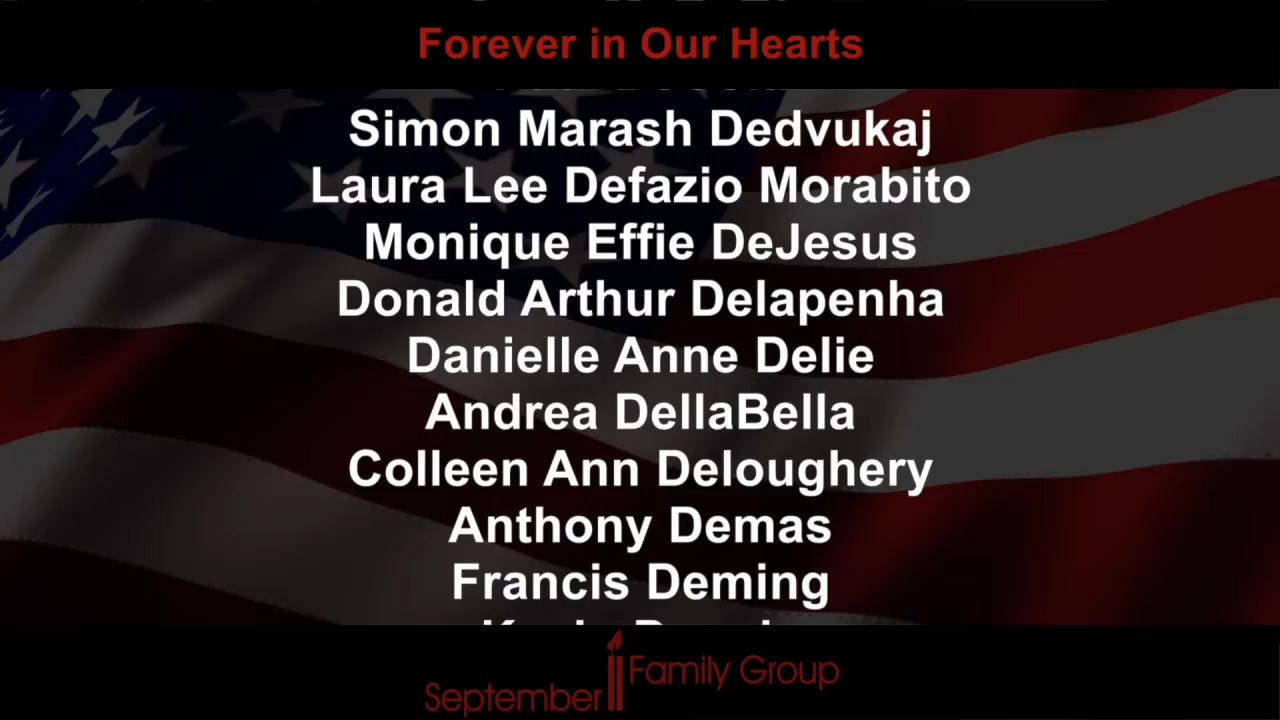 Forever in Our Hearts
Simon Marash Dedvukaj
Laura Lee Defazio Morabito
Monique Effie DeJesus
Donald Arthur Delapenha
Danielle Anne Delie
Andrea DellaBella
Colleen Ann Deloughery
Anthony Demas
Francis Deming
September 11 Family Group